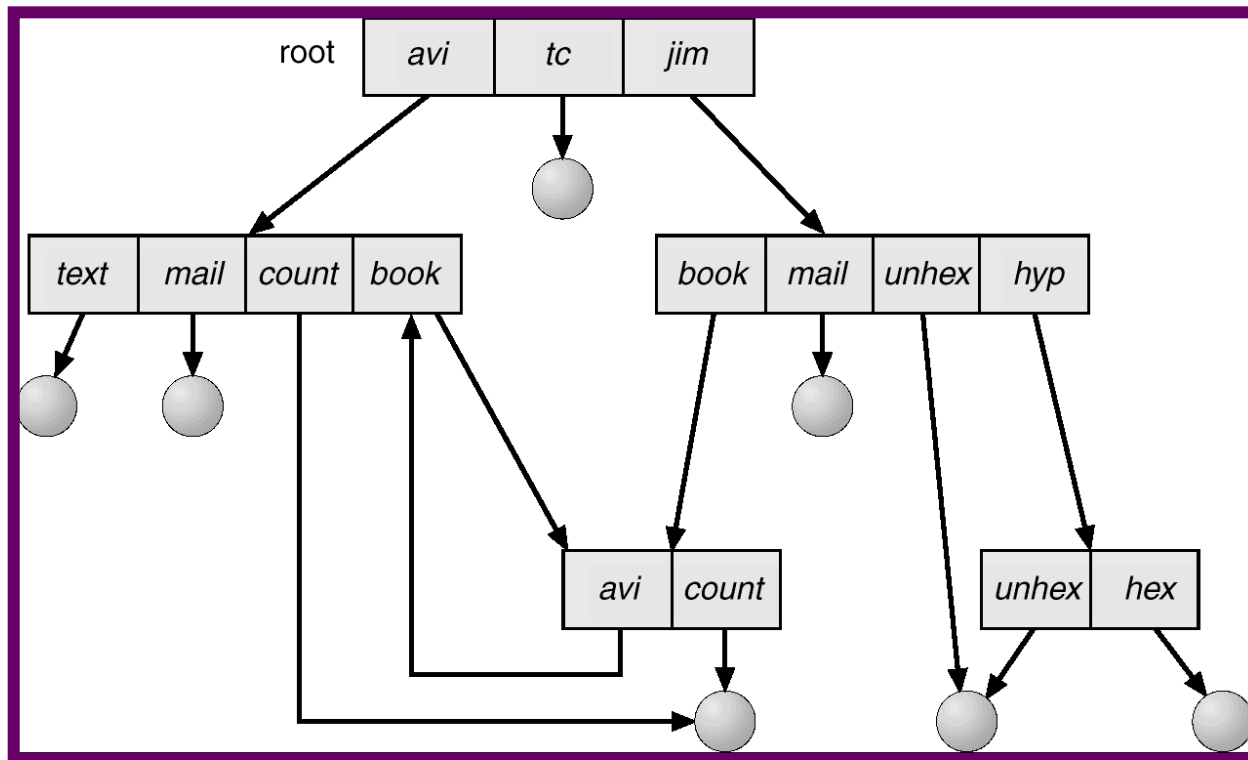 root avi tc jim
text mail count book book mail unhex hyp
avi count unhex hex